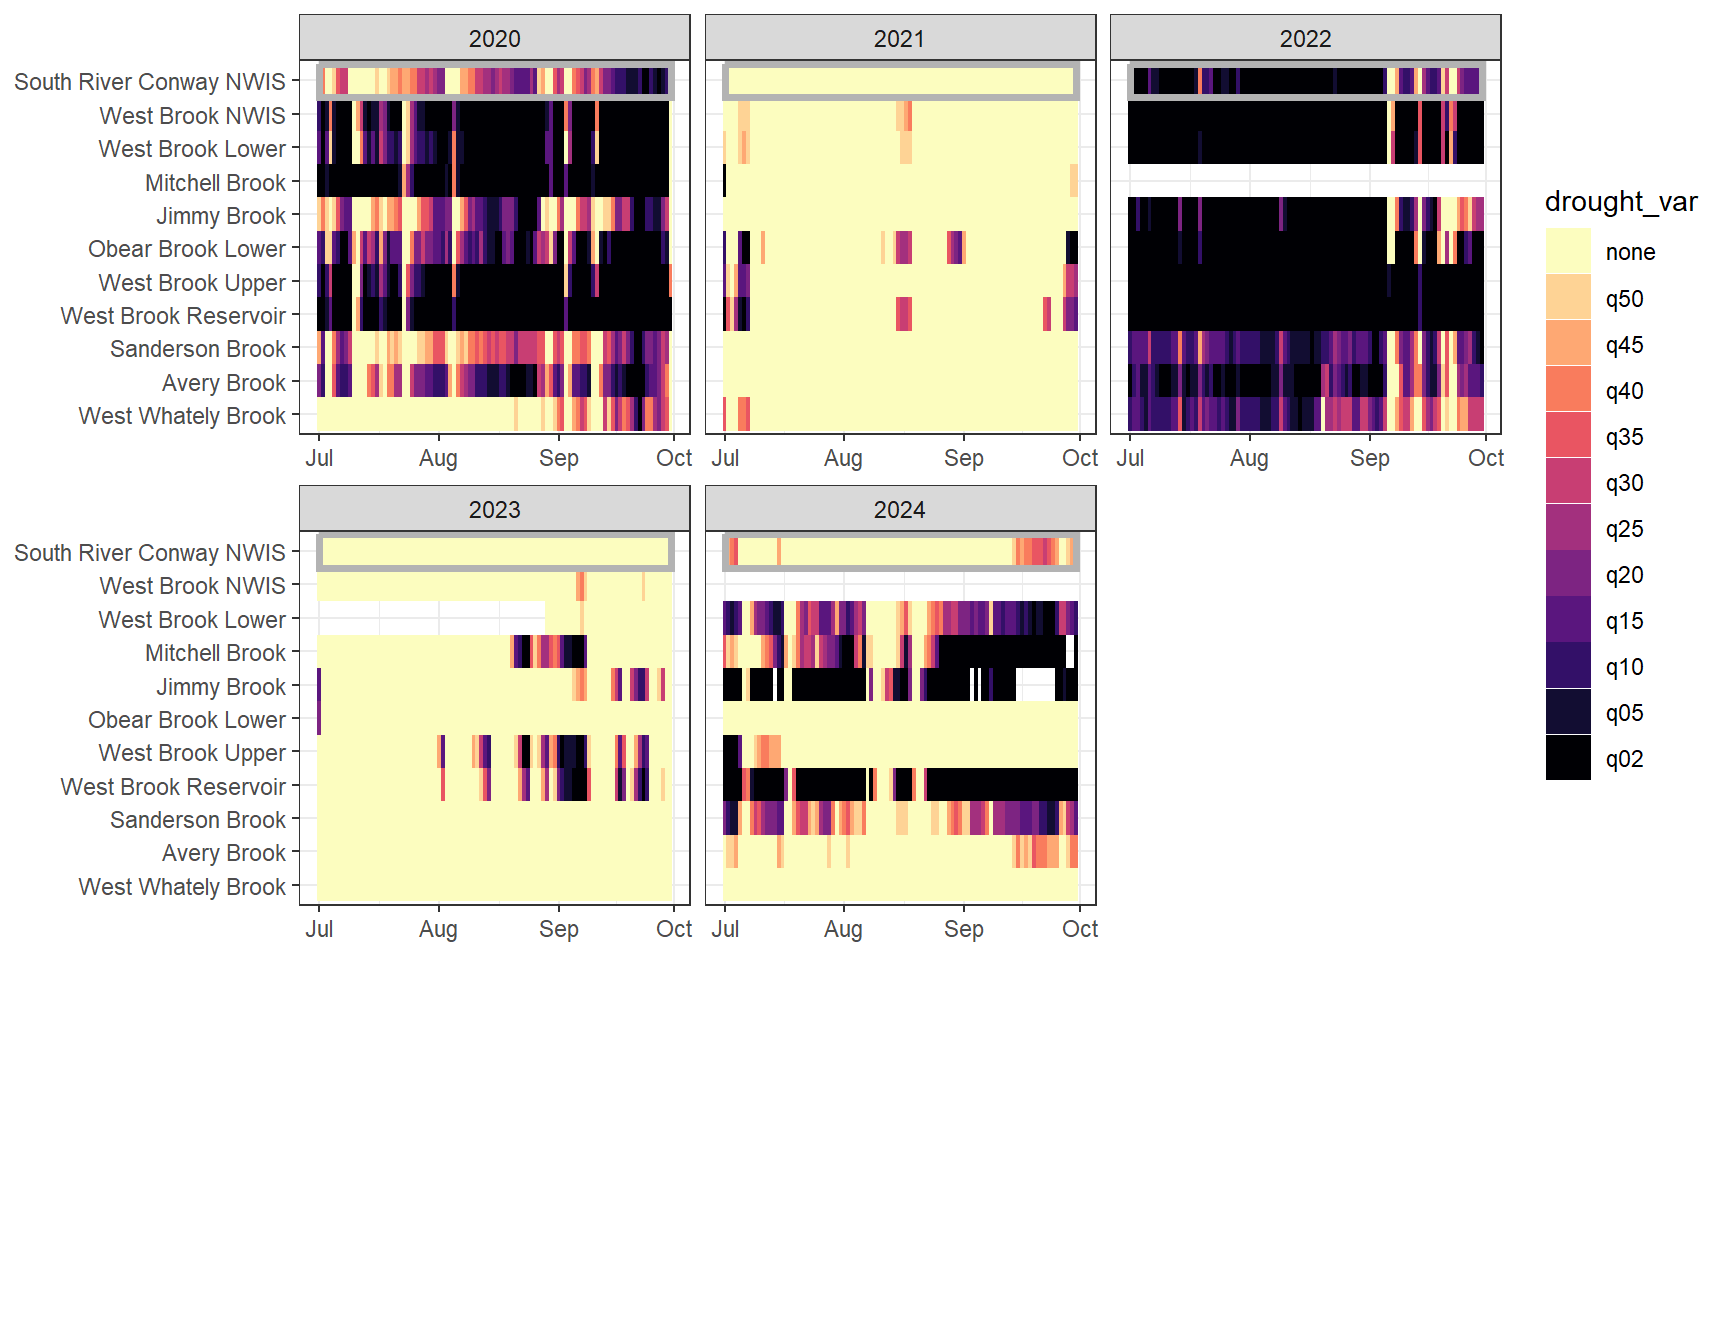 2020 2021 2022
South River Conway NWIS
West Brook NWIS
West Brook Lower
Mitchell Brook
Jimmy Brook
Obear Brook Lower
West Brook Upper
West Brook Reservoir
Sanderson Brook
Avery Brook
West Whately Brook
Jul Aug Sep Oct Jul Aug Sep Oct Jul Aug Sep Oct
2023 2024
South River Conway NWIS
West Brook NWIS
West Brook Lower
Mitchell Brook
Jimmy Brook
Obear Brook Lower
West Brook Upper
West Brook Reservoir
Sanderson Brook
Avery Brook
West Whately Brook
Jul Aug Sep Oct Jul Aug Sep Oct
drought_var
none
q50
q45
q40
q35
q30
q25
q20
q15
q10
q05
q02